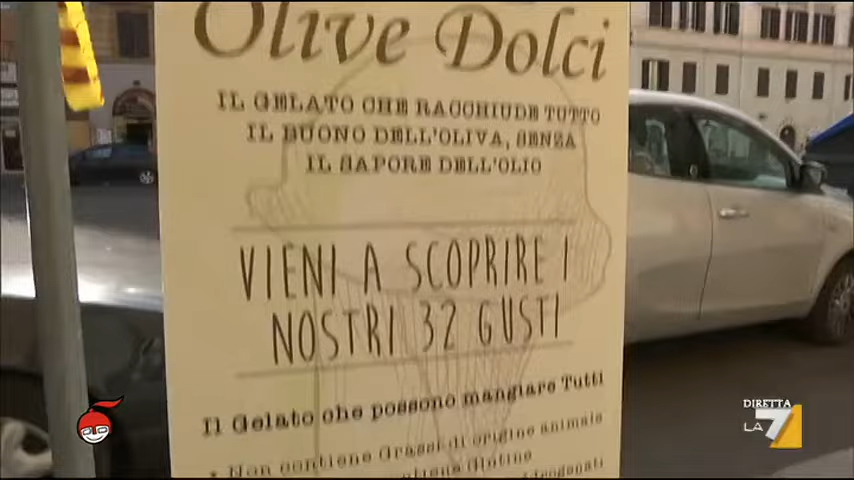 Olive Dolci
IL GELATO CHE RACCHIUDE TUTTO
IL BUONO DELL'OLIVA, SENZA
IL SAPORE DELL'OLIO
VIENI A SCOPRIRE I
NOSTRI 32 GUSTI
Il Gelato che possono mangiare Tutti
• Non contiene Grassi di origine animale
Glutine
DIRETTA
LA7